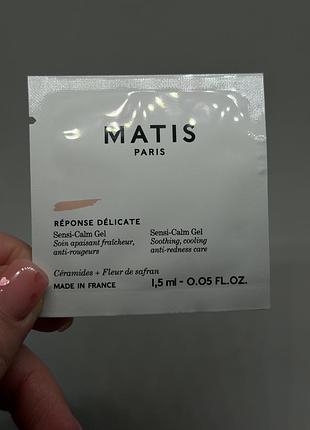 MATIS
PARIS
RÉPONSE DÉLICATE
Sensi-Calm Gel
Soin apaisant fraîcheur,
anti-rougeurs
Sensi-Calm Gel
Soothing, cooling
anti-redness care
Céramides + Fleur de safran
MADE IN FRANCE
1,5 ml - 0.05 FL.OZ.